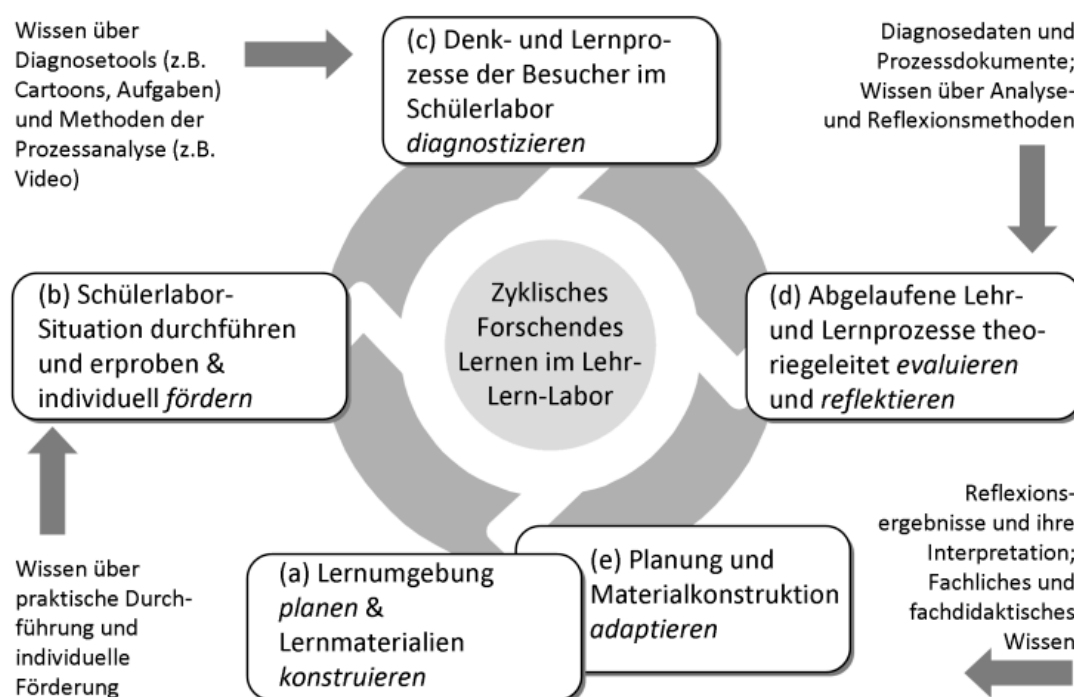 Wissen über
Diagnosetools (z.B.
Cartoons, Aufgaben)
und Methoden der
Prozessanalyse (z.B.
Video)
(c) Denk- und Lernpro-
zesse der Besucher im
Schülerlabor
diagnostizieren
Diagnosedaten und
Prozessdokumente;
Wissen über Analyse-
und Reflexionsmethoden
(b) Schülerlabor-
Situation durchführen
und erproben &
individuell fördern
Zyklisches
Forschendes
Lernen im Lehr-
Lern-Labor
(d) Abgelaufene Lehr-
und Lernprozesse theo-
riegeleitet evaluieren
und reflektieren
Wissen über
praktische Durch-
führung und
individuelle
Förderung
(a) Lernumgebung
planen &
Lernmaterialien
konstruieren
(e) Planung und
Materialkonstruktion
adaptieren
Reflexions-
ergebnisse und ihre
Interpretation;
Fachliches und
fachdidaktisches
Wissen